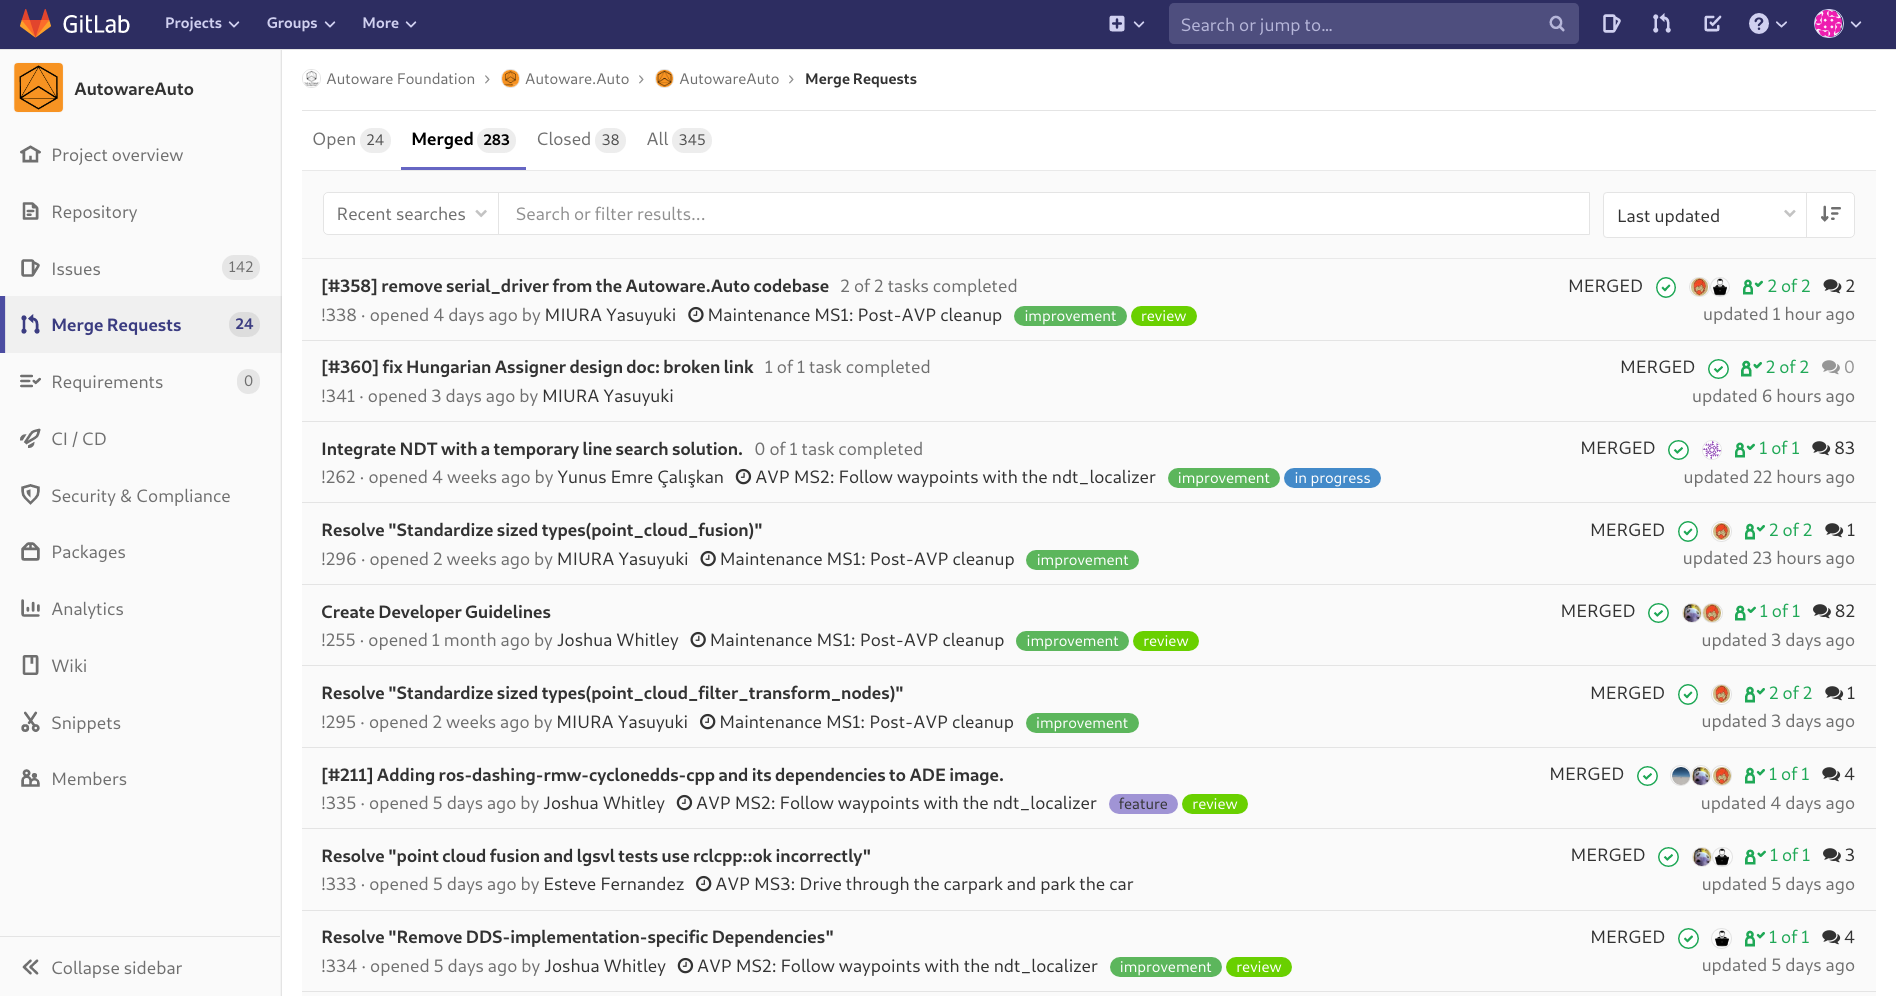 GitLab Projects Groups More Search or jump to...
AutowareAuto
Project overview
Repository
Issues 142
Merge Requests 24
Requirements 0
CI / CD
Security & Compliance
Packages
Analytics
Wiki
Snippets
Members
Collapse sidebar
Autoware Foundation › Autoware.Auto › AutowareAuto › Merge Requests
Open 24 Merged 283 Closed 38 All 345
Recent searches Search or filter results... Last updated
[#358] remove serial_driver from the Autoware.Auto codebase 2 of 2 tasks completed MERGED 2 of 2 2
!338 · opened 4 days ago by MIURA Yasuyuki Maintenance MS1: Post-AVP cleanup improvement review updated 1 hour ago
[#360] fix Hungarian Assigner design doc: broken link 1 of 1 task completed MERGED 2 of 2 0
!341 · opened 3 days ago by MIURA Yasuyuki updated 6 hours ago
Integrate NDT with a temporary line search solution. 0 of 1 task completed MERGED 1 of 1 83
!262 · opened 4 weeks ago by Yunus Emre Çalışkan AVP MS2: Follow waypoints with the ndt_localizer improvement in progress updated 22 hours ago
Resolve "Standardize sized types(point_cloud_fusion)" MERGED 2 of 2 1
!296 · opened 2 weeks ago by MIURA Yasuyuki Maintenance MS1: Post-AVP cleanup improvement updated 23 hours ago
Create Developer Guidelines MERGED 1 of 1 82
!255 · opened 1 month ago by Joshua Whitley Maintenance MS1: Post-AVP cleanup improvement review updated 3 days ago
Resolve "Standardize sized types(point_cloud_filter_transform_nodes)" MERGED 2 of 2 1
!295 · opened 2 weeks ago by MIURA Yasuyuki Maintenance MS1: Post-AVP cleanup improvement updated 3 days ago
[#211] Adding ros-dashing-rmw-cyclonedds-cpp and its dependencies to ADE image. MERGED 1 of 1 4
!335 · opened 5 days ago by Joshua Whitley AVP MS2: Follow waypoints with the ndt_localizer feature review updated 4 days ago
Resolve "point cloud fusion and lgsvl tests use rclcpp::ok incorrectly" MERGED 1 of 1 3
!333 · opened 5 days ago by Esteve Fernandez AVP MS3: Drive through the carpark and park the car updated 5 days ago
Resolve "Remove DDS-implementation-specific Dependencies" MERGED 1 of 1 4
!334 · opened 5 days ago by Joshua Whitley AVP MS2: Follow waypoints with the ndt_localizer improvement review updated 5 days ago